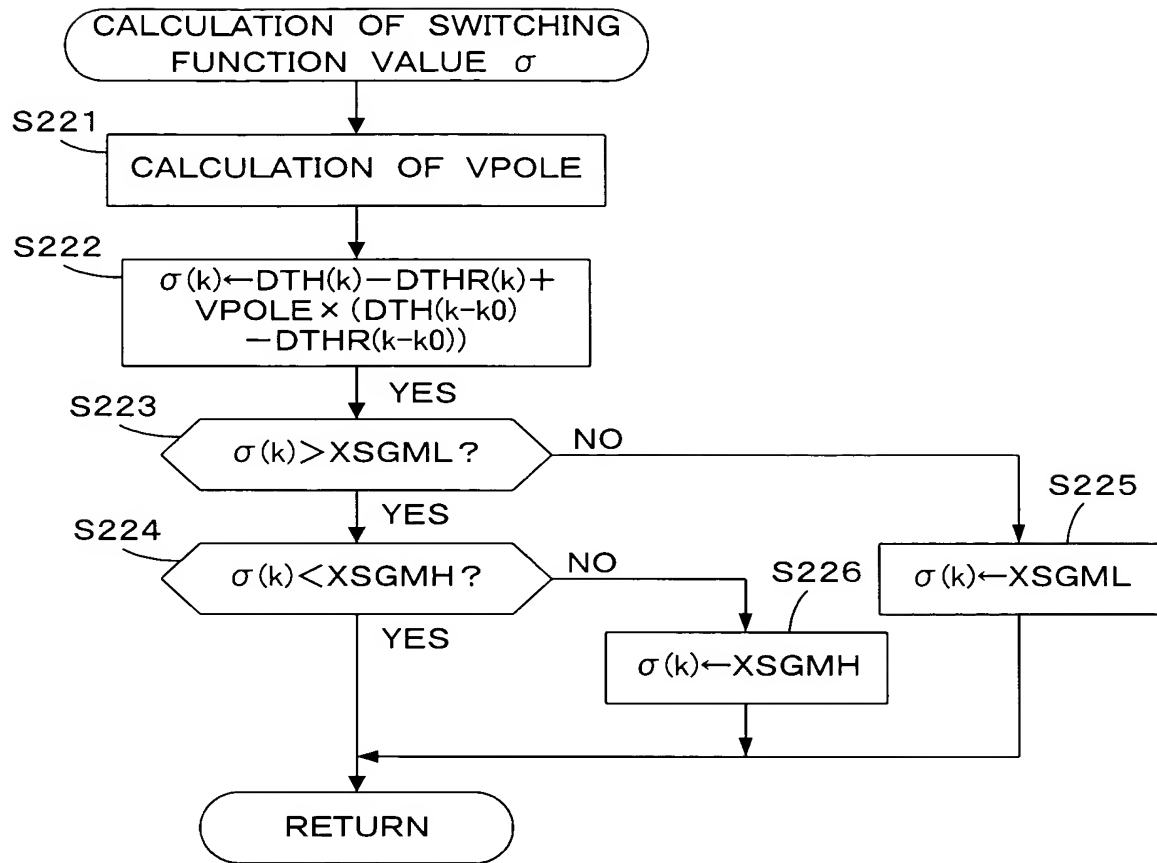 CALCULATION OF SWITCHING
FUNCTION VALUE σ
S221
CALCULATION OF VPOLE
S222
σ(k)←DTH(k)−DTHR(k)+
VPOLE×(DTH(k-k0)
−DTHR(k-k0))
YES
S223
σ(k)>XSGML?
NO
S225
YES
S224
σ(k)<XSGMH?
NO
S226
σ(k)←XSGML
YES
σ(k)←XSGMH
RETURN